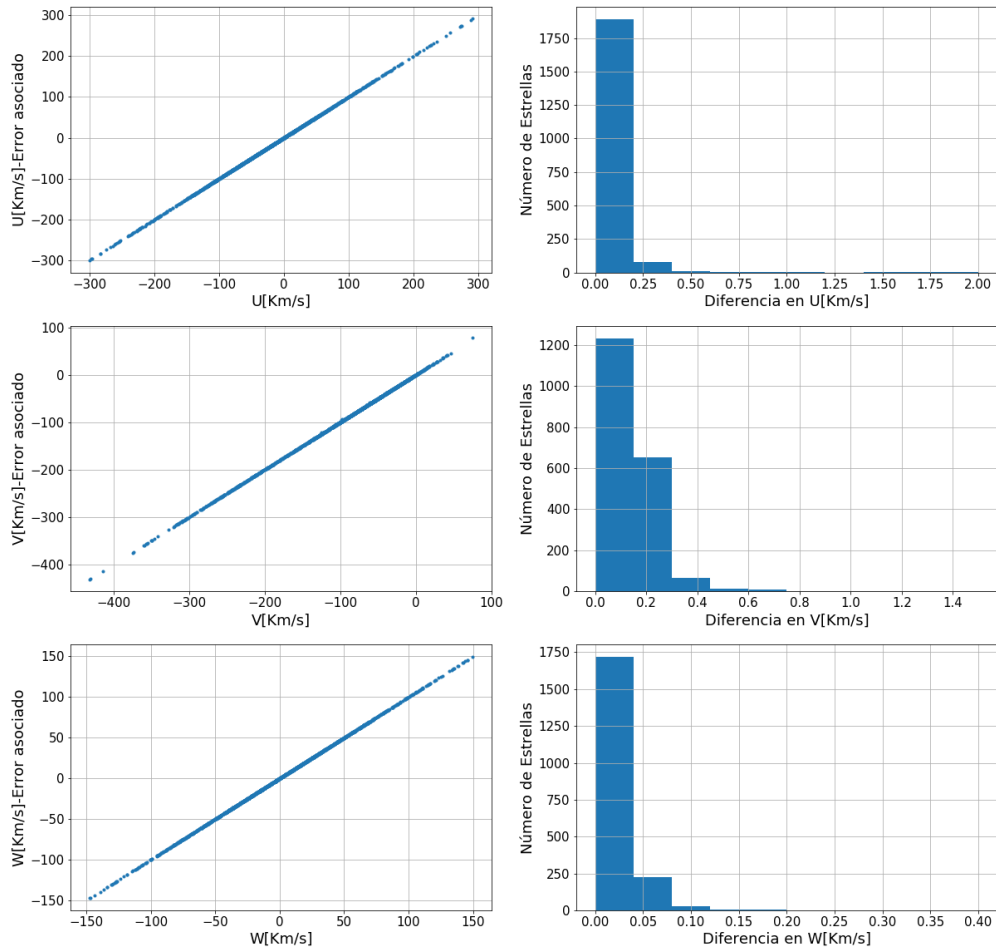 U[Km/s]-Error asociado
300
200
100
0
−100
−200
−300
−300 −200 −100 0 100 200 300
U[Km/s]
Número de Estrellas
1750
1500
1250
1000
750
500
250
0
0.00 0.25 0.50 0.75 1.00 1.25 1.50 1.75 2.00
Diferencia en U[Km/s]
V[Km/s]-Error asociado
100
0
−100
−200
−300
−400
−400 −300 −200 −100 0 100
V[Km/s]
Número de Estrellas
1200
1000
800
600
400
200
0
0.0 0.2 0.4 0.6 0.8 1.0 1.2 1.4
Diferencia en V[Km/s]
W[Km/s]-Error asociado
150
100
50
0
−50
−100
−150
−150 −100 −50 0 50 100 150
W[Km/s]
Número de Estrellas
1750
1500
1250
1000
750
500
250
0
0.00 0.05 0.10 0.15 0.20 0.25 0.30 0.35 0.40
Diferencia en W[Km/s]